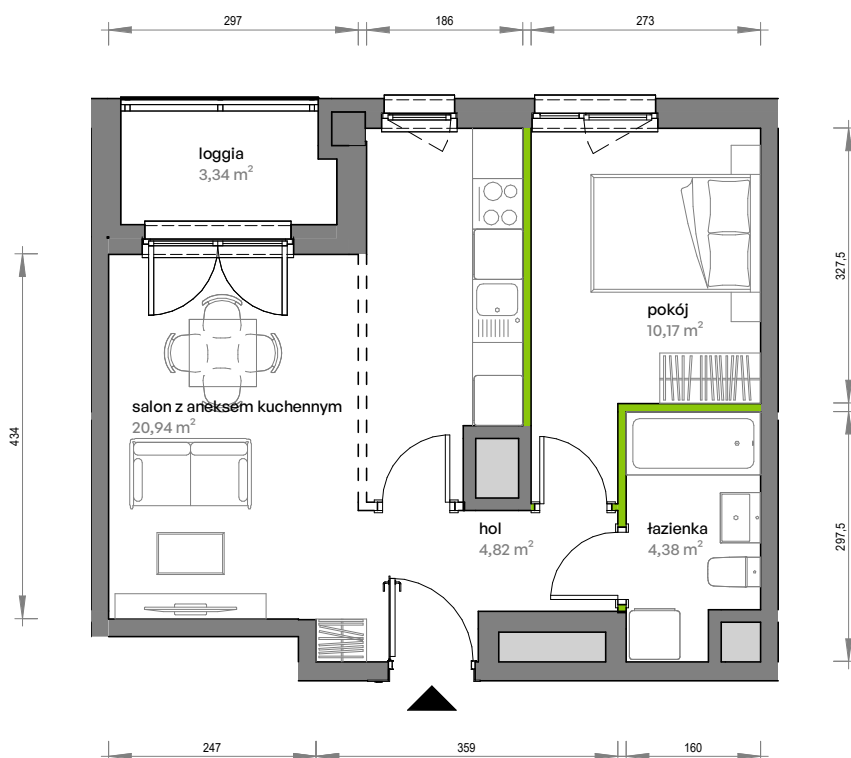 297
186
273
loggia
3,34 m²
327,5
pokój
10,17 m²
salon z aneksem kuchennym
20,94 m²
434
hol
4,82 m²
łazienka
4,38 m²
297,5
247
359
160